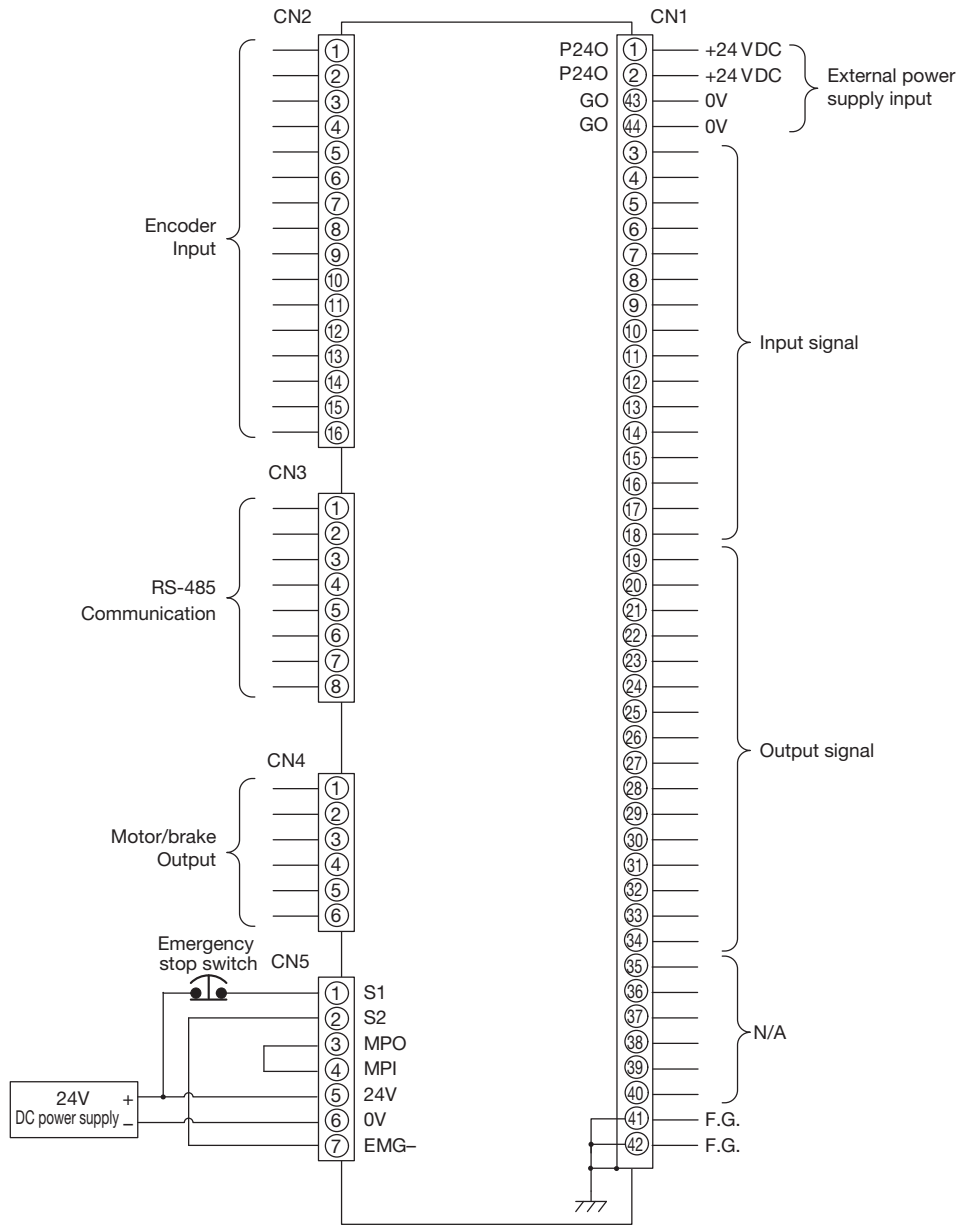 CN2
①
②
③
④
⑤
⑥
⑦
⑧
⑨
⑩
⑪
⑫
⑬
⑭
⑮
⑯
Encoder
Input
CN3
①
②
③
④
⑤
⑥
⑦
⑧
RS-485
Communication
CN4
①
②
③
④
⑤
⑥
Motor/brake
Output
Emergency
stop switch
CN5
① S1
② S2
③ MPO
④ MPI
⑤ 24V
⑥ 0V
⑦ EMG–
24V +
DC power supply –
CN1
P24O ① +24 VDC
P24O ② +24 VDC
GO ㊸ 0V
GO ㊹ 0V
External power
supply input
③
④
⑤
⑥
⑦
⑧
⑨
⑩
⑪
⑫
⑬
⑭
⑮
⑯
⑰
⑱
Input signal
⑲
⑳
㉑
㉒
㉓
㉔
㉕
㉖
㉗
㉘
㉙
㉚
㉛
㉜
㉝
㉞
Output signal
㉟
㊱
㊲
㊳
㊴
㊵
N/A
㊶ F.G.
㊷ F.G.